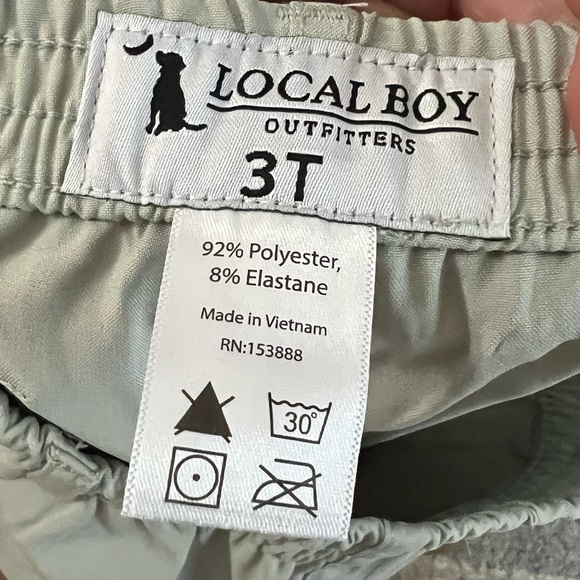 LOCAL BOY
OUTFITTERS
3T
92% Polyester,
8% Elastane
Made in Vietnam
RN:153888
30°